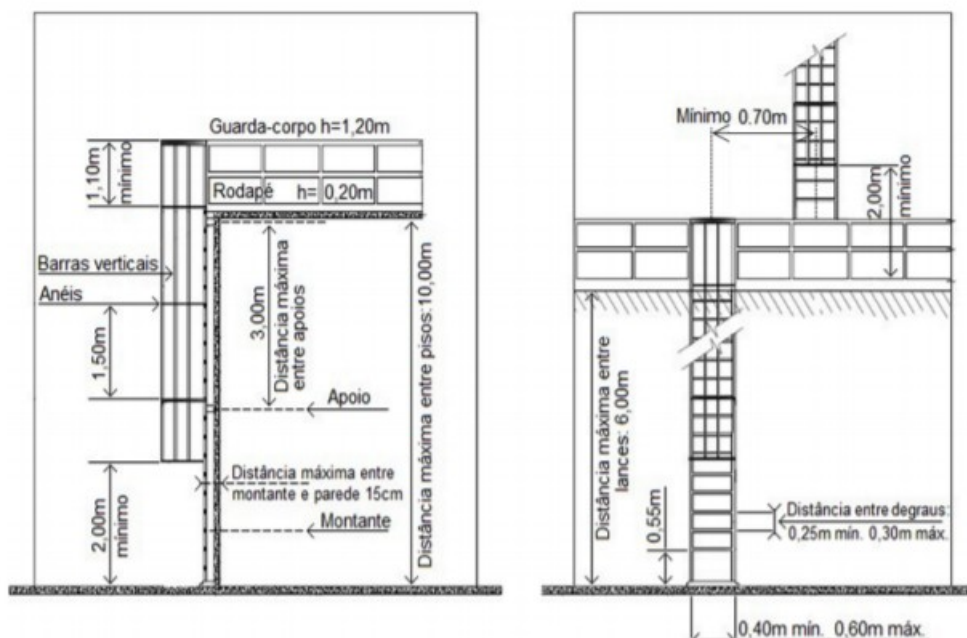 Guarda-corpo h=1,20m
1,10m
mínimo
Rodapé h= 0,20m
Barras verticais
Anéis
1,50m
3,00m
Distância máxima
entre apoios
Distância máxima entre pisos:10,00m
Apoio
Distância máxima entre
montante e parede 15cm
Montante
2,00m
mínimo
Mínimo 0.70m
2,00m
mínimo
Distância máxima entre
lances: 6,00m
0,55m
Distância entre degraus:
0,25m mín. 0,30m máx.
0,40m mín. 0,60m máx.